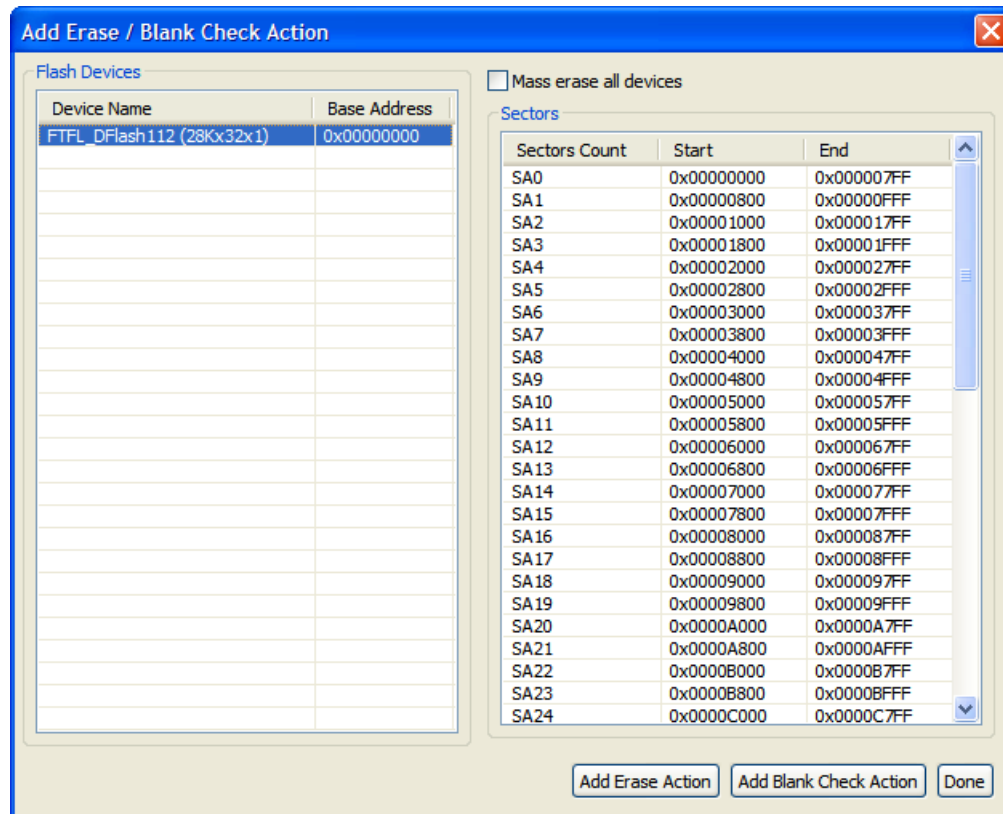 Add Erase / Blank Check Action
Flash Devices
Device Name Base Address
FTFL_DFlash112 (28Kx32x1) 0x00000000
Mass erase all devices
Sectors
Sectors Count Start End
SA0 0x00000000 0x000007FF
SA1 0x00000800 0x00000FFF
SA2 0x00001000 0x000017FF
SA3 0x00001800 0x00001FFF
SA4 0x00002000 0x000027FF
SA5 0x00002800 0x00002FFF
SA6 0x00003000 0x000037FF
SA7 0x00003800 0x00003FFF
SA8 0x00004000 0x000047FF
SA9 0x00004800 0x00004FFF
SA10 0x00005000 0x000057FF
SA11 0x00005800 0x00005FFF
SA12 0x00006000 0x000067FF
SA13 0x00006800 0x00006FFF
SA14 0x00007000 0x000077FF
SA15 0x00007800 0x00007FFF
SA16 0x00008000 0x000087FF
SA17 0x00008800 0x00008FFF
SA18 0x00009000 0x000097FF
SA19 0x00009800 0x00009FFF
SA20 0x0000A000 0x0000A7FF
SA21 0x0000A800 0x0000AFFF
SA22 0x0000B000 0x0000B7FF
SA23 0x0000B800 0x0000BFFF
SA24 0x0000C000 0x0000C7FF
Add Erase Action Add Blank Check Action Done